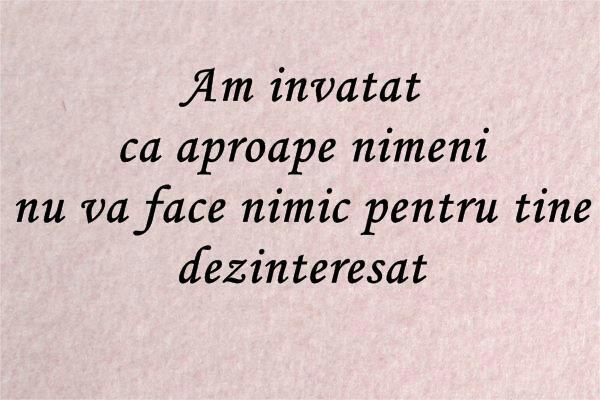 Am invatat
ca aproape nimeni
nu va face nimic pentru tine
dezinteresat